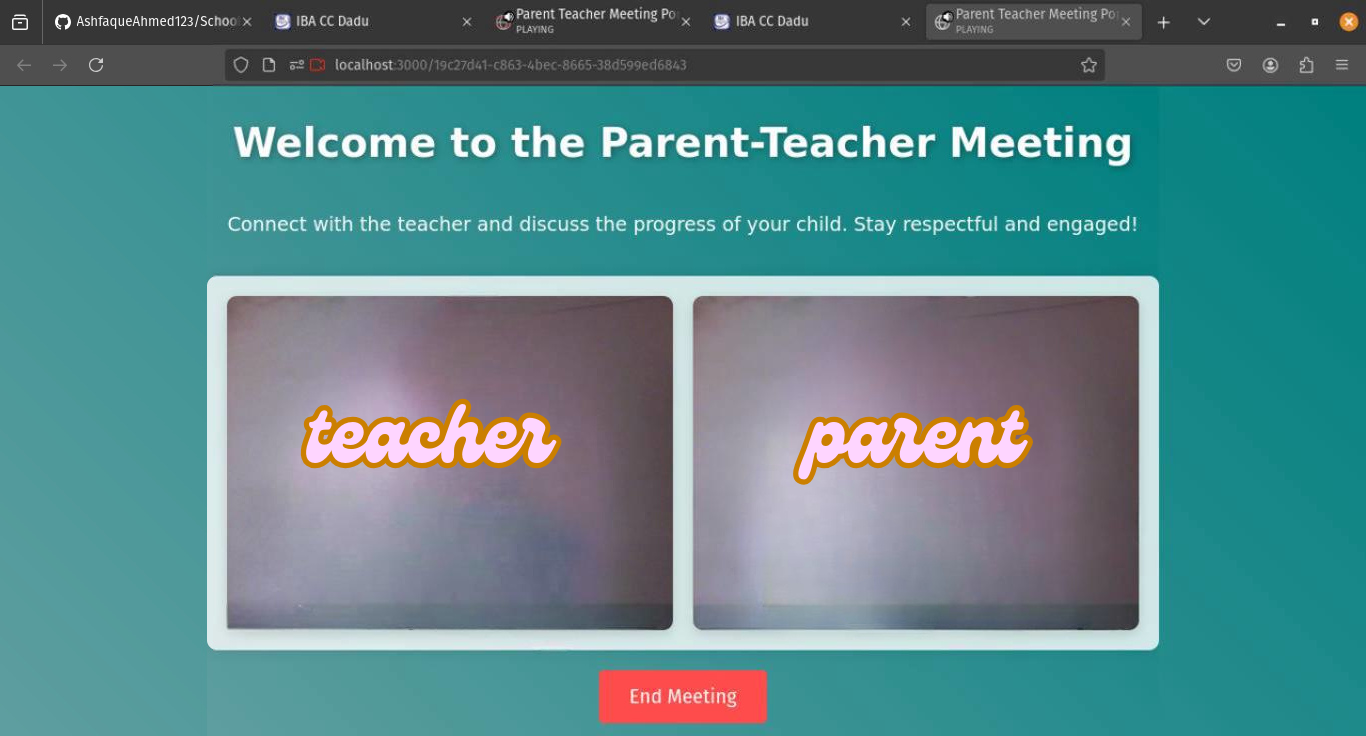 AshfaqueAhmed123/School
IBA CC Dadu
Parent Teacher Meeting Po
PLAYING
IBA CC Dadu
Parent Teacher Meeting Po
PLAYING
localhost:3000/19c27d41-c863-4bec-8665-38d599ed6843
Welcome to the Parent-Teacher Meeting
Connect with the teacher and discuss the progress of your child. Stay respectful and engaged!
teacher
parent
End Meeting